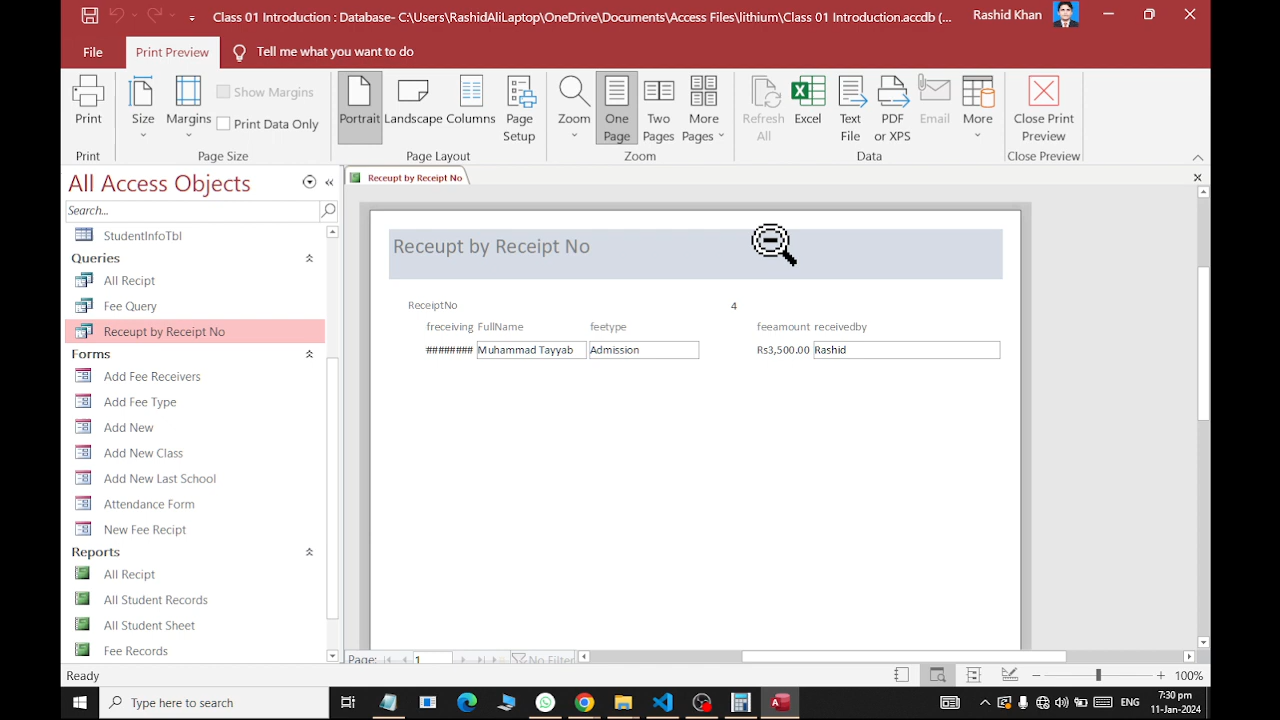 Class 01 Introduction : Database- C:\Users\RashidAliLaptop\OneDrive\Documents\Access Files\lithium\Class 01 Introduction.accdb (...
Rashid Khan
File
Print Preview
Tell me what you want to do
Print
Size
Margins
Show Margins
Print Data Only
Portrait
Landscape
Columns
Page Setup
Zoom
One Page
Two Pages
More Pages
Refresh All
Excel
Text File
PDF or XPS
Email
More
Close Print Preview
Print
Page Size
Page Layout
Zoom
Data
Close Preview
All Access Objects
Search...
StudentInfoTbl
Queries
All Recipt
Fee Query
Receupt by Receipt No
Forms
Add Fee Receivers
Add Fee Type
Add New
Add New Class
Add New Last School
Attendance Form
New Fee Recipt
Reports
All Recipt
All Student Records
All Student Sheet
Fee Records
Receupt by Receipt No
Receupt by Receipt No
ReceiptNo 4
freceiving FullName feetype feeamount receivedby
######## Muhammad Tayyab Admission Rs3,500.00 Rashid
Page: 1 No Filter
Ready
100%
Type here to search
ENG
7:30 pm
11-Jan-2024